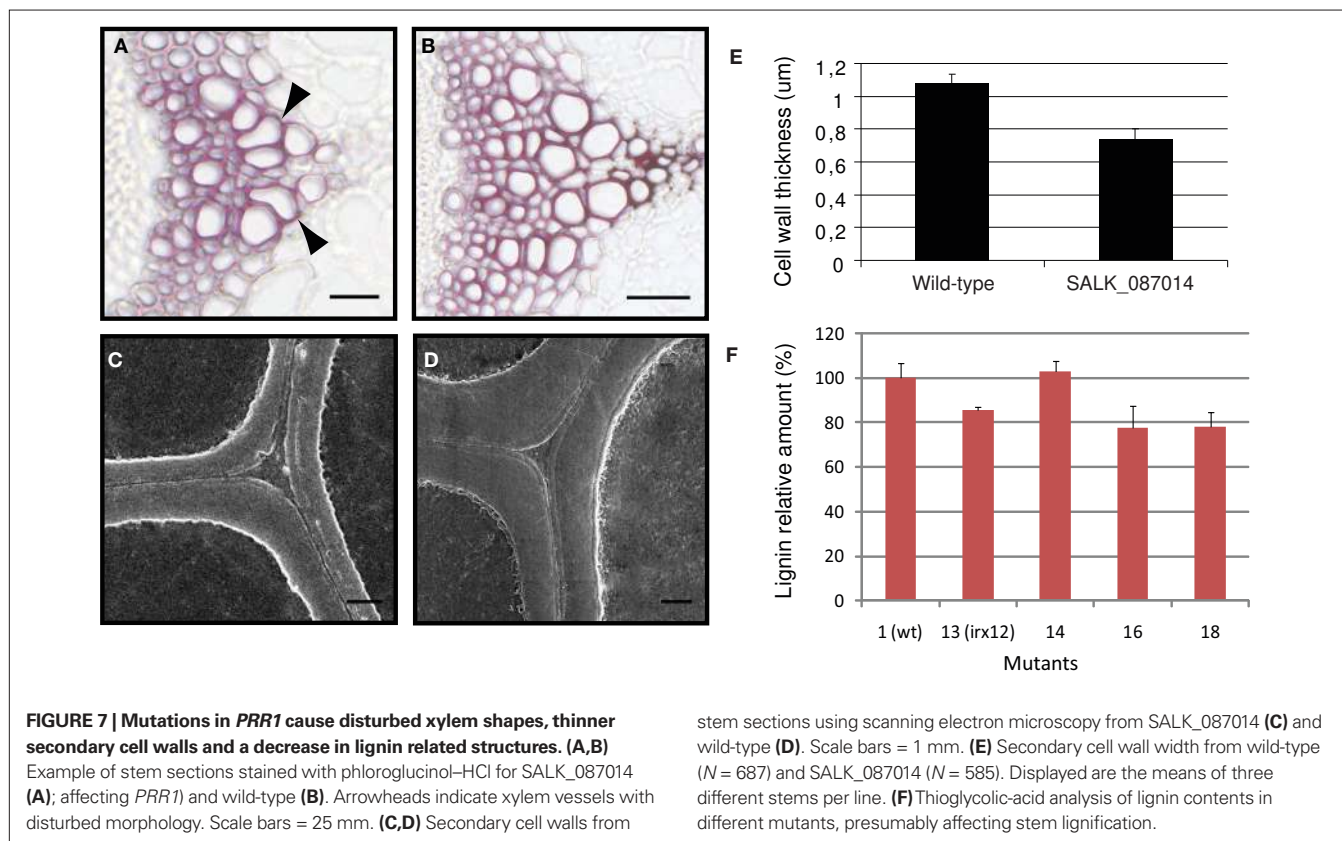 A
B
C
D
E
Cell wall thickness (um)
1,2
1
0,8
0,6
0,4
0,2
0
Wild-type
SALK_087014
F
Lignin relative amount (%)
120
100
80
60
40
20
0
1 (wt)
13 (irx12)
14
16
18
Mutants
FIGURE 7 | Mutations in PRR1 cause disturbed xylem shapes, thinner
secondary cell walls and a decrease in lignin related structures. (A,B)
Example of stem sections stained with phloroglucinol–HCl for SALK_087014
(A); affecting PRR1) and wild-type (B). Arrowheads indicate xylem vessels with
disturbed morphology. Scale bars = 25 mm. (C,D) Secondary cell walls from
stem sections using scanning electron microscopy from SALK_087014 (C) and
wild-type (D). Scale bars = 1 mm. (E) Secondary cell wall width from wild-type
(N = 687) and SALK_087014 (N = 585). Displayed are the means of three
different stems per line. (F) Thioglycolic-acid analysis of lignin contents in
different mutants, presumably affecting stem lignification.